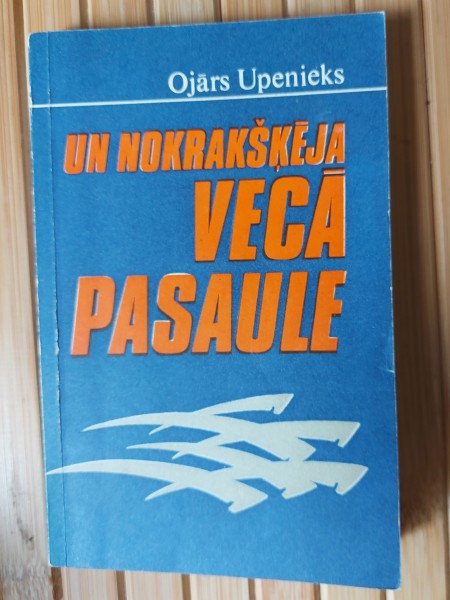 Ojārs Upenieks
UN NOKRAKŠĶĒJA
VECĀ
PASAULE